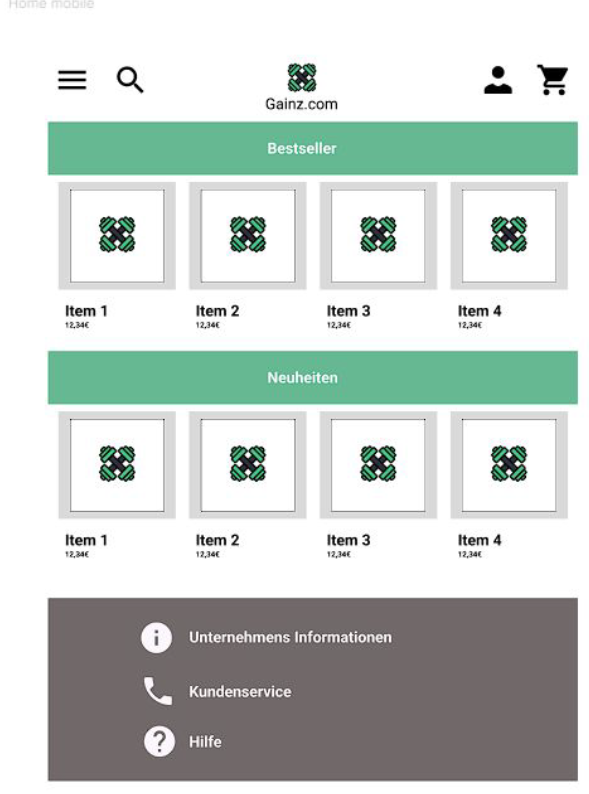 Home mobile
Gainz.com
Bestseller
Item 1 Item 2 Item 3 Item 4
12,34€ 12,34€ 12,34€ 12,34€
Neuheiten
Item 1 Item 2 Item 3 Item 4
12,34€ 12,34€ 12,34€ 12,34€
i Unternehmens Informationen
Kundenservice
? Hilfe